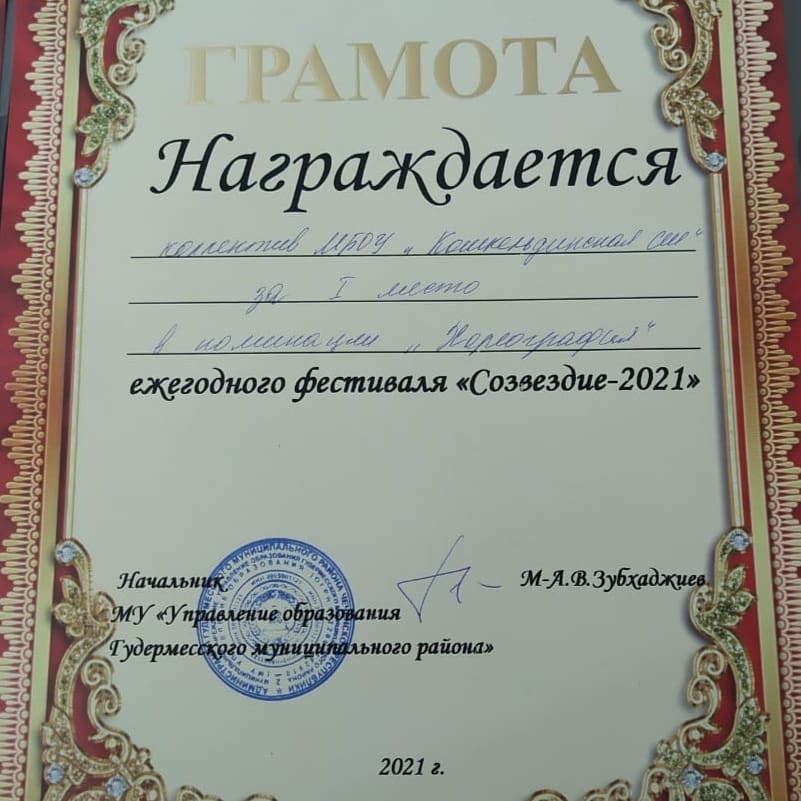 ГРАМОТА
Награждается
коллектив МБОУ „Кошкельдинская сш"
за I место
в номинации „Хореография"
ежегодного фестиваля «Созвездие-2021»
Начальник
МУ «Управление образования
Гудермесского муниципального района»
М-А.В.Зубхаджиев
2021 г.